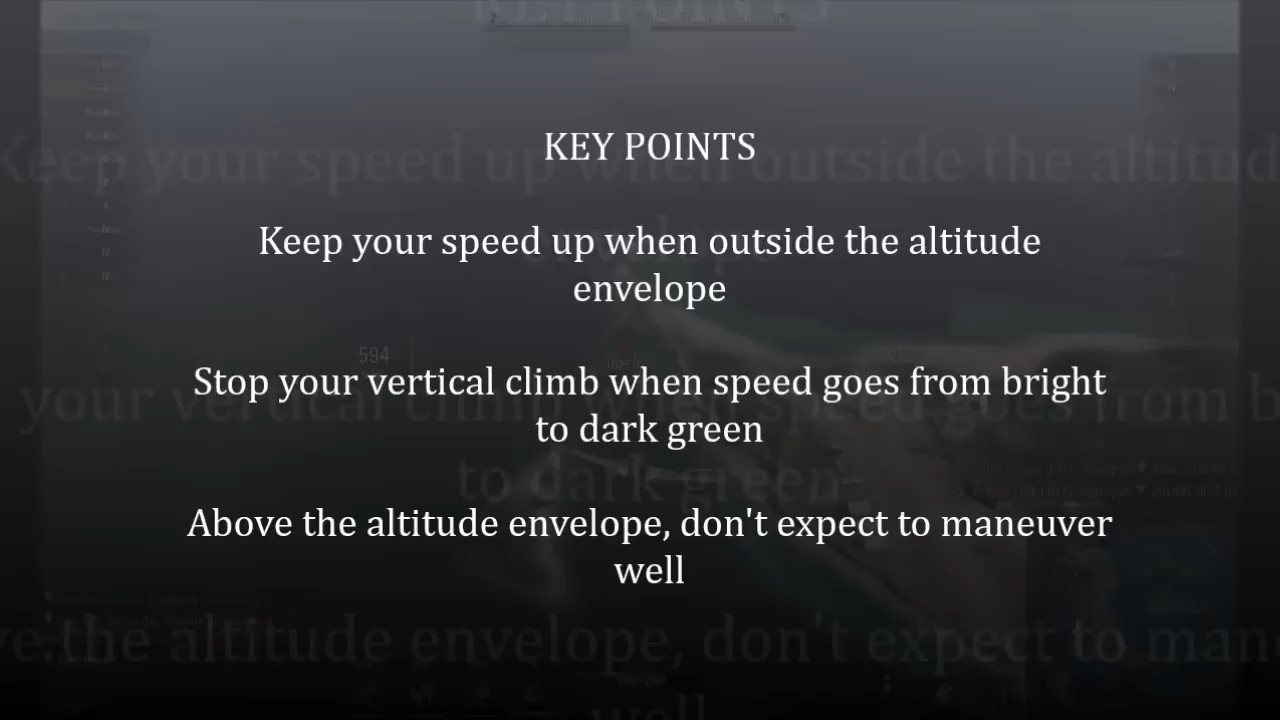 KEY POINTS
Keep your speed up when outside the altitude
envelope
Stop your vertical climb when speed goes from bright
to dark green
594
Above the altitude envelope, don't expect to maneuver
well